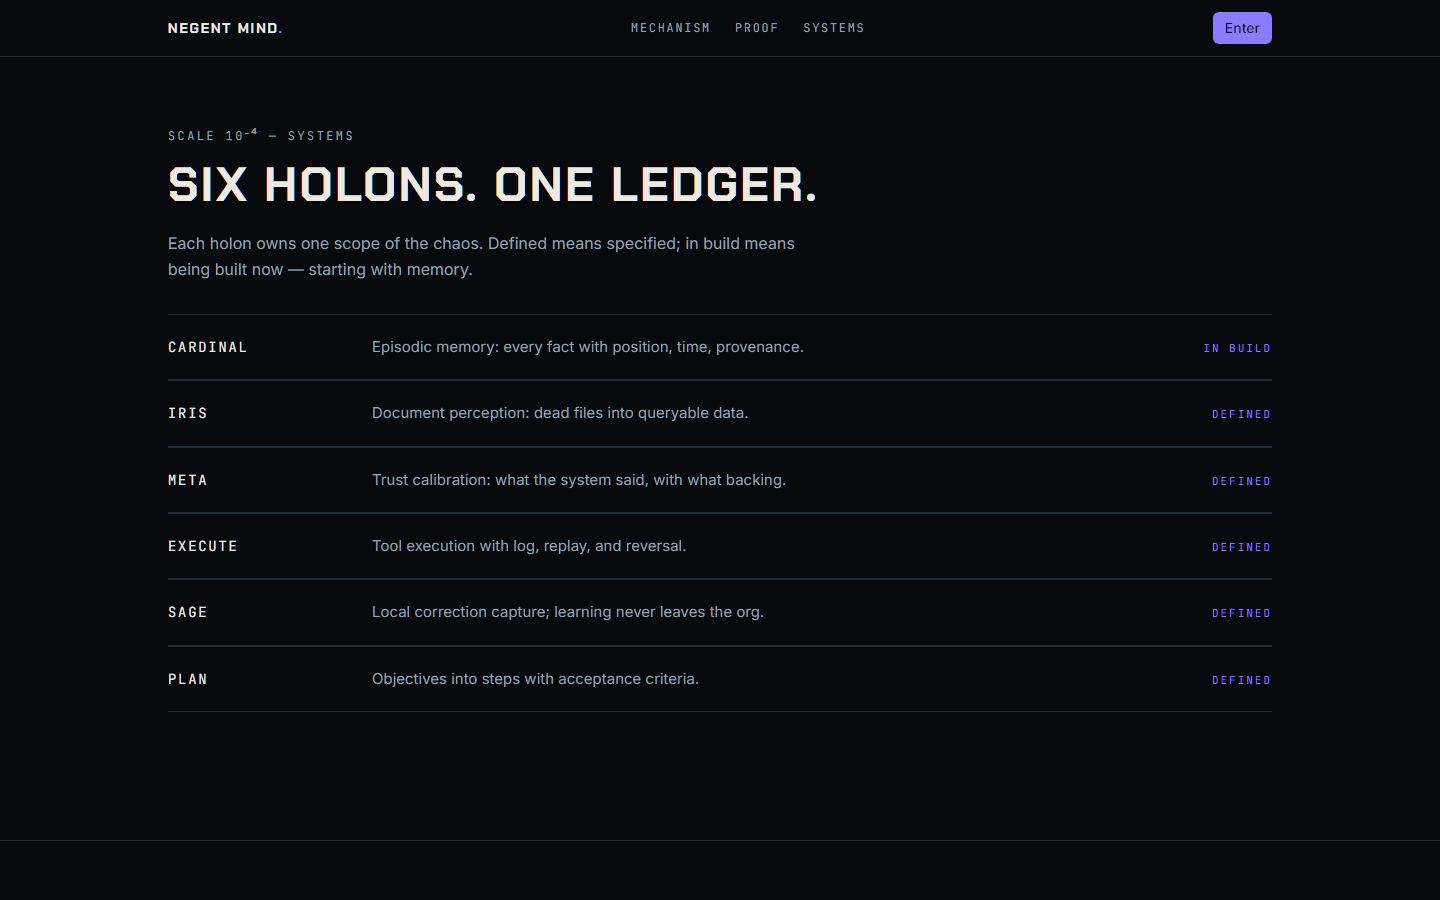 NEGENT MIND.
MECHANISM PROOF SYSTEMS
Enter
SCALE 10⁻⁴ — SYSTEMS
SIX HOLONS. ONE LEDGER.
Each holon owns one scope of the chaos. Defined means specified; in build means
being built now — starting with memory.
CARDINAL Episodic memory: every fact with position, time, provenance. IN BUILD
IRIS Document perception: dead files into queryable data. DEFINED
META Trust calibration: what the system said, with what backing. DEFINED
EXECUTE Tool execution with log, replay, and reversal. DEFINED
SAGE Local correction capture; learning never leaves the org. DEFINED
PLAN Objectives into steps with acceptance criteria. DEFINED